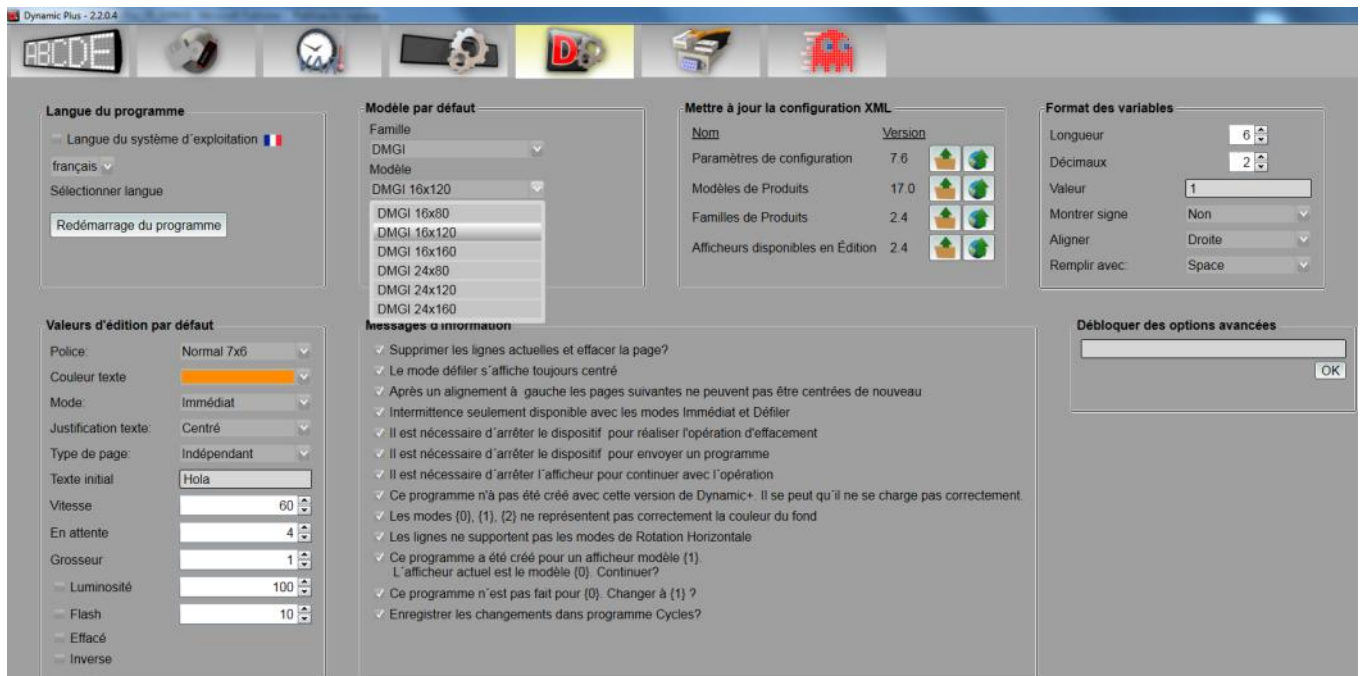 Dynamic Plus - 2.2.0.4
ABCDE
D
Langue du programme
Langue du système d´exploitation
français
Sélectionner langue
Redémarrage du programme
Modèle par défaut
Famille
DMGI
Modèle
DMGI 16x120
DMGI 16x80
DMGI 16x120
DMGI 16x160
DMGI 24x80
DMGI 24x120
DMGI 24x160
Mettre à jour la configuration XML
Nom Version
Paramètres de configuration 7.6
Modèles de Produits 17.0
Familles de Produits 2.4
Afficheurs disponibles en Édition 2.4
Format des variables
Longueur 6
Décimaux 2
Valeur 1
Montrer signe Non
Aligner Droite
Remplir avec: Space
Valeurs d'édition par défaut
Police: Normal 7x6
Couleur texte
Mode: Immédiat
Justification texte: Centré
Type de page: Indépendant
Texte initial Hola
Vitesse 60
En attente 4
Grosseur 1
Luminosité 100
Flash 10
Effacé
Inverse
Messages d'information
Supprimer les lignes actuelles et effacer la page?
Le mode défiler s´affiche toujours centré
Après un alignement à gauche les pages suivantes ne peuvent pas être centrées de nouveau
Intermittence seulement disponible avec les modes Immédiat et Défiler
Il est nécessaire d´arrêter le dispositif pour réaliser l'opération d'effacement
Il est nécessaire d´arrêter le dispositif pour envoyer un programme
Il est nécessaire d´arrêter l´afficheur pour continuer avec l´opération
Ce programme n'à pas été créé avec cette version de Dynamic+. Il se peut qu´il ne se charge pas correctement.
Les modes {0}, {1}, {2} ne représentent pas correctement la couleur du fond
Les lignes ne supportent pas les modes de Rotation Horizontale
Ce programme a été créé pour un afficheur modèle {1}.
L´afficheur actuel est le modèle {0}. Continuer?
Ce programme n´est pas fait pour {0}. Changer à {1} ?
Enregistrer les changements dans programme Cycles?
Débloquer des options avancées
OK